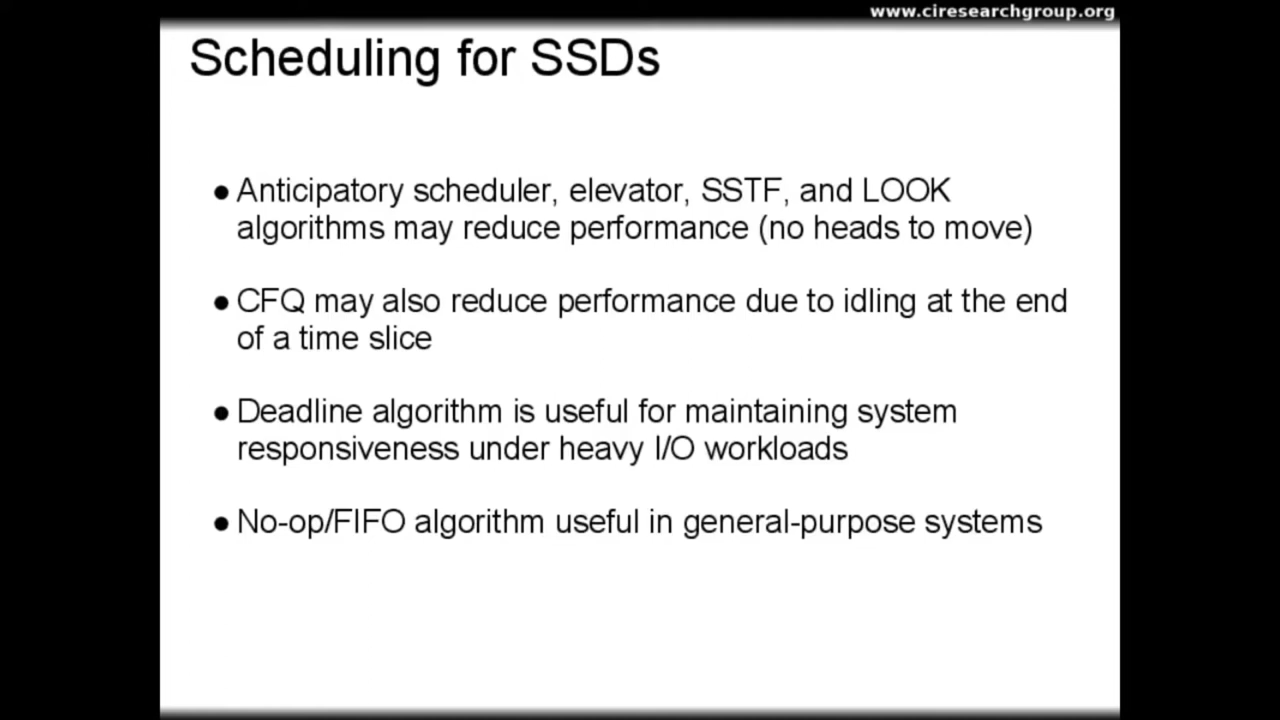 www.ciresearchgroup.org
Scheduling for SSDs
● Anticipatory scheduler, elevator, SSTF, and LOOK
algorithms may reduce performance (no heads to move)
● CFQ may also reduce performance due to idling at the end
of a time slice
● Deadline algorithm is useful for maintaining system
responsiveness under heavy I/O workloads
● No-op/FIFO algorithm useful in general-purpose systems